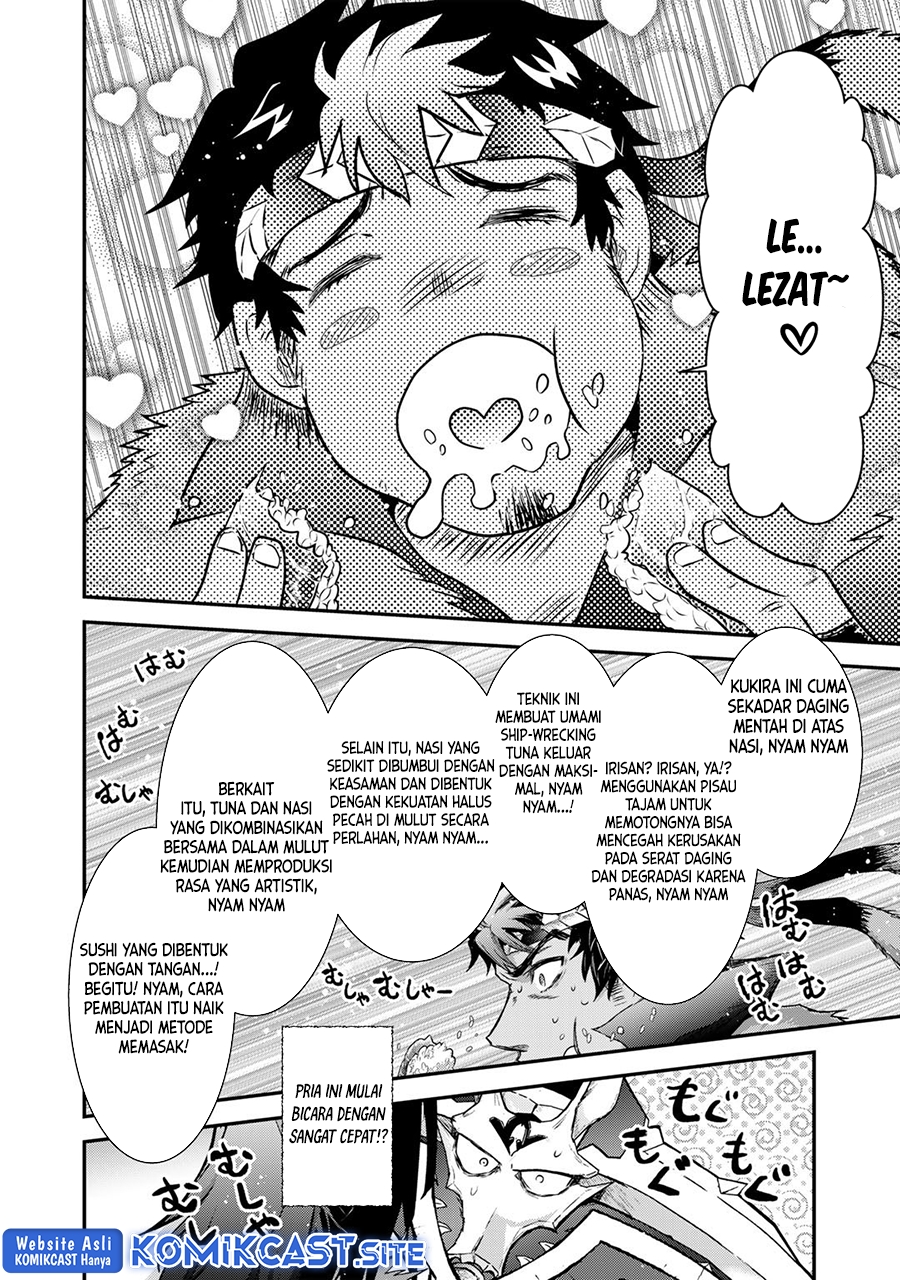 LE...
LEZAT~
KUKIRA INI CUMA
SEKADAR DAGING
MENTAH DI ATAS
NASI, NYAM NYAM
IRISAN? IRISAN, YA!?
MENGGUNAKAN PISAU
TAJAM UNTUK
MEMOTONGNYA BISA
MENCEGAH KERUSAKAN
PADA SERAT DAGING
DAN DEGRADASI KARENA
PANAS, NYAM NYAM
TEKNIK INI
MEMBUAT UMAMI
SHIP-WRECKING
TUNA KELUAR
DENGAN MAKSI-
MAL, NYAM
NYAM...!
SELAIN ITU, NASI YANG
SEDIKIT DIBUMBUI DENGAN
KEASAMAN DAN DIBENTUK
DENGAN KEKUATAN HALUS
PECAH DI MULUT SECARA
PERLAHAN, NYAM NYAM...
BERKAIT
ITU, TUNA DAN NASI
YANG DIKOMBINASIKAN
BERSAMA DALAM MULUT
KEMUDIAN MEMPRODUKSI
RASA YANG ARTISTIK,
NYAM NYAM
SUSHI YANG DIBENTUK
DENGAN TANGAN...!
BEGITU! NYAM, CARA
PEMBUATAN ITU NAIK
MENJADI METODE
MEMASAK!
はむ
はむ
はむ
むしゃ
はむ
はむ
はむ
はむ
むしゃ
むしゃー
PRIA INI MULAI
BICARA DENGAN
SANGAT CEPAT!?
もぐ
もぐ
むしゃ
むしゃ
Website Asli
KOMIKCAST Hanya
KOMIKCAST.SITE